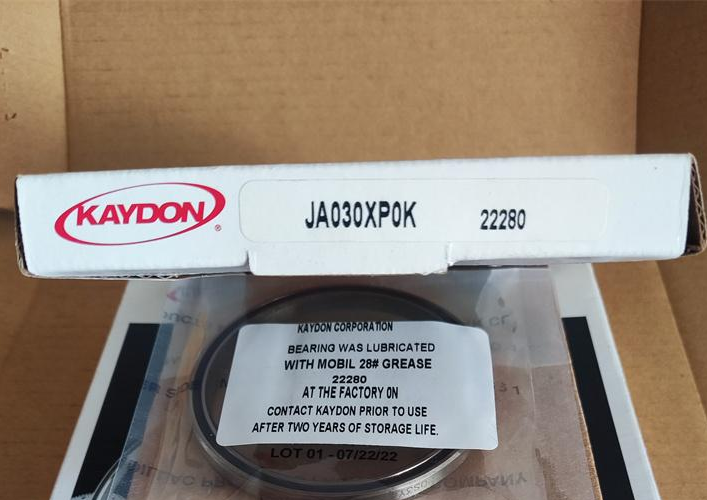 KAYDON ®
JA030XP0K 22280
KAYDON CORPORATION
BEARING WAS LUBRICATED
WITH MOBIL 28# GREASE
22280
AT THE FACTORY 0N
CONTACT KAYDON PRIOR TO USE
AFTER TWO YEARS OF STORAGE LIFE.
LOT 01 - 07/22/22